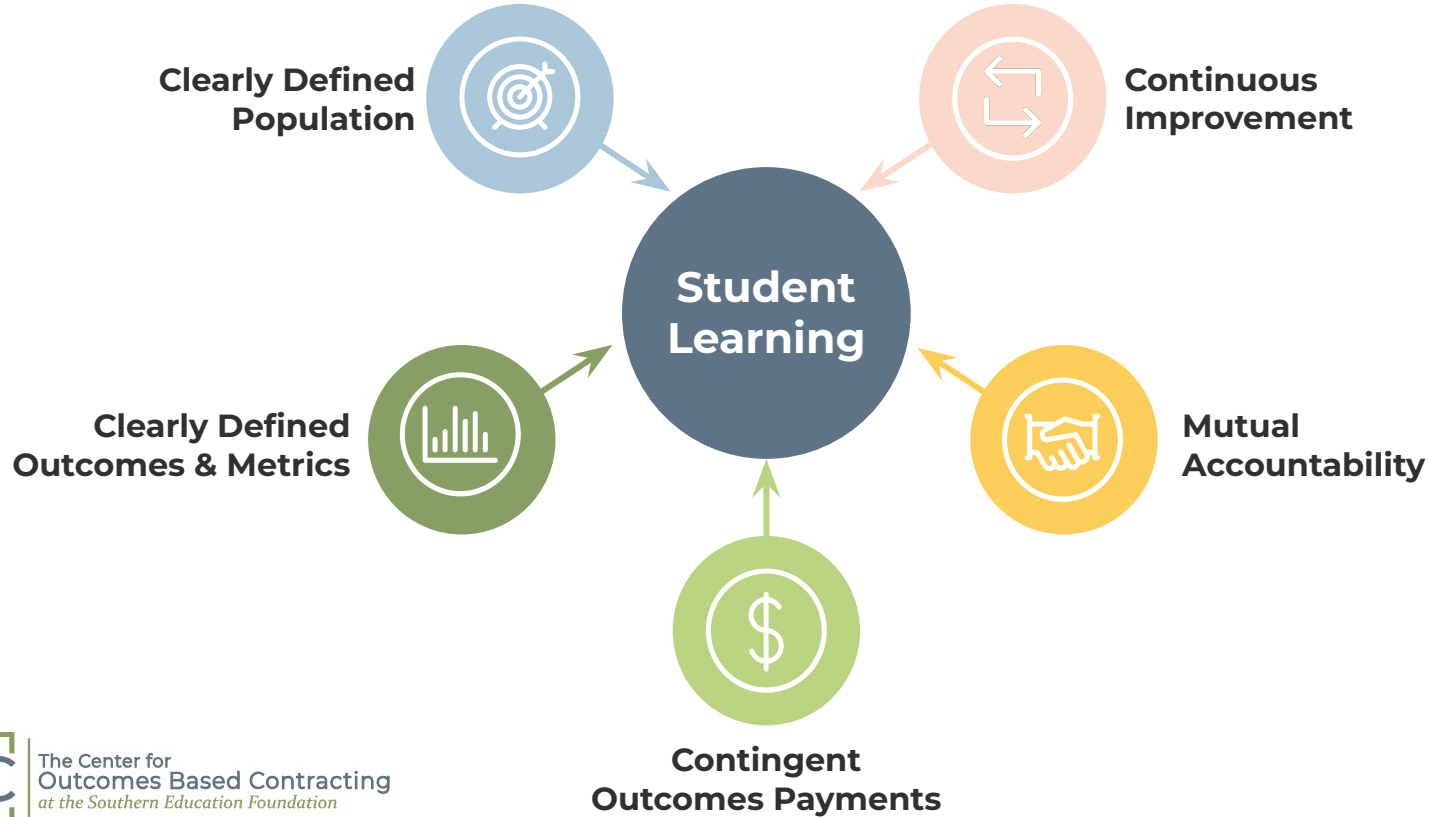 Clearly Defined
Population
Continuous
Improvement
Student
Learning
Clearly Defined
Outcomes & Metrics
Mutual
Accountability
$
Contingent
Outcomes Payments
The Center for
Outcomes Based Contracting
at the Southern Education Foundation